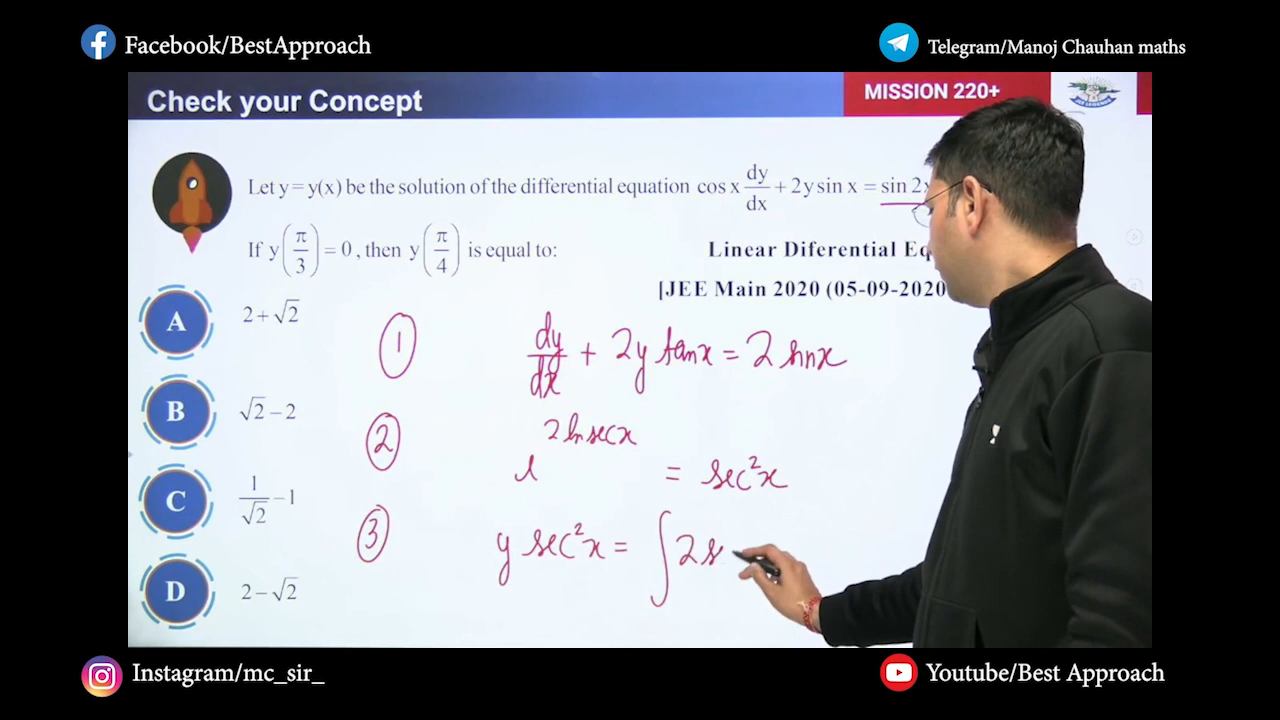 Facebook/BestApproach
Telegram/Manoj Chauhan maths
Check your Concept
MISSION 220+
Let y = y(x) be the solution of the differential equation cos x dy/dx + 2y sin x = sin 2x
If y(π/3) = 0, then y(π/4) is equal to:
Linear Diferential Eq
[JEE Main 2020 (05-09-2020
A 2+√2
B √2−2
C 1/√2 −1
D 2−√2
① dy/dx + 2y tanx = 2 sinx
② 2 ln secx
e = sec²x
③ y sec²x = ∫ 2 s
Instagram/mc_sir_
Youtube/Best Approach